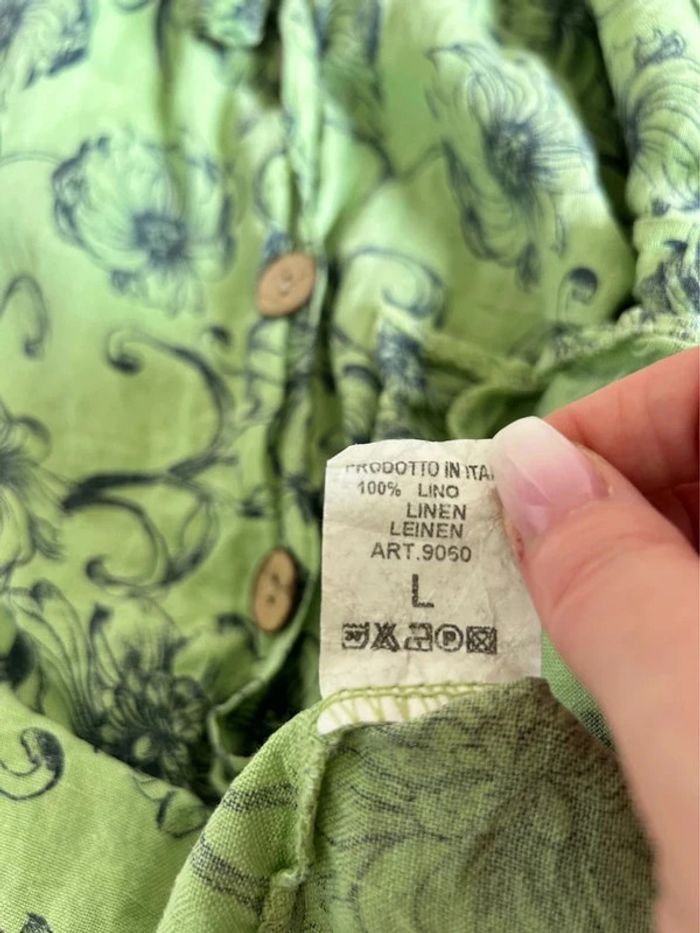 PRODOTTO IN ITA
100% LINO
LINEN
LEINEN
ART.9060
L
P